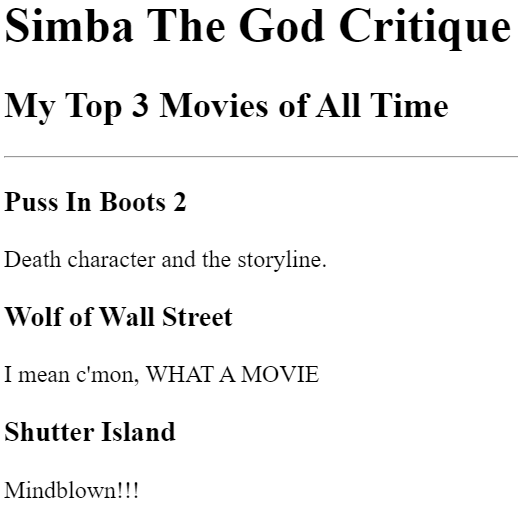 Simba The God Critique
My Top 3 Movies of All Time
Puss In Boots 2
Death character and the storyline.
Wolf of Wall Street
I mean c'mon, WHAT A MOVIE
Shutter Island
Mindblown!!!